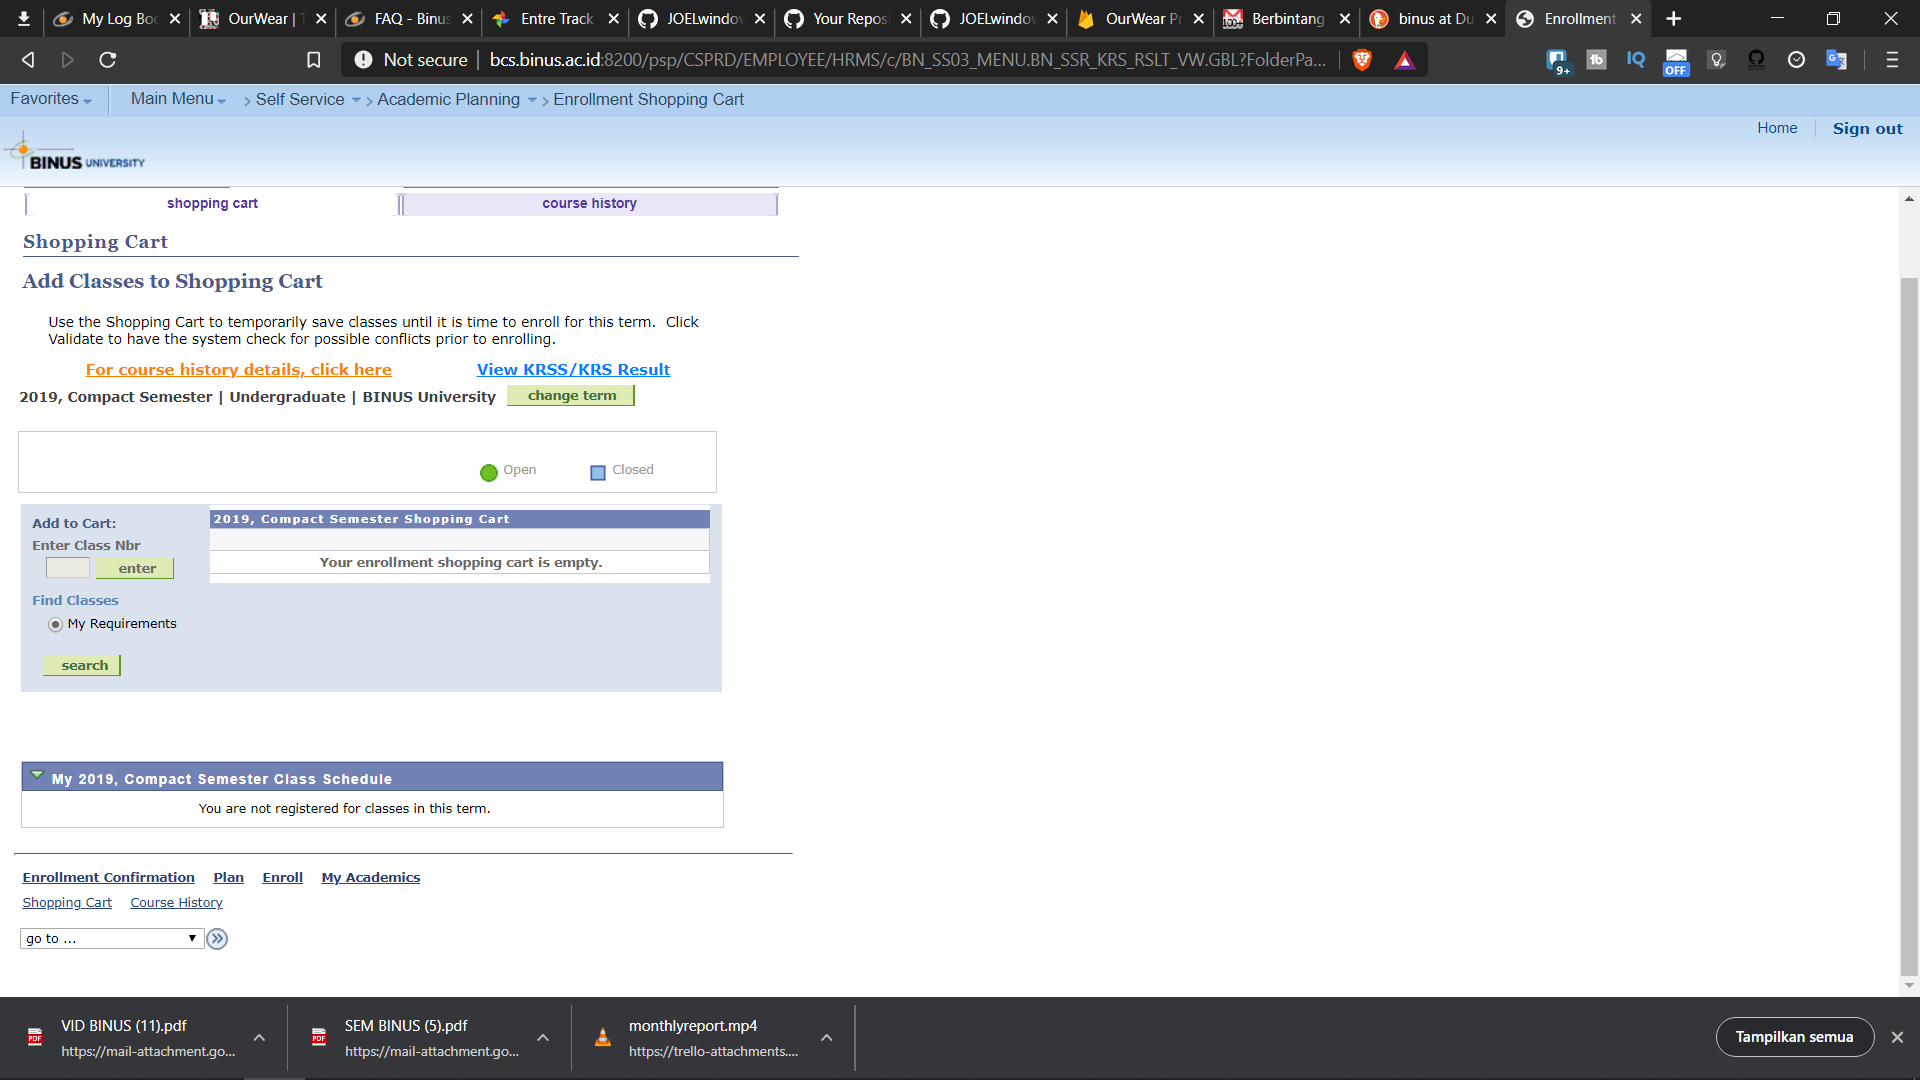 My Log Boo
OurWear | T
FAQ - Binus
Entre Track
JOELwindow
Your Reposi
JOELwindow
OurWear Pr
Berbintang
binus at Du
Enrollment
Not secure
bcs.binus.ac.id:8200/psp/CSPRD/EMPLOYEE/HRMS/c/BN_SS03_MENU.BN_SSR_KRS_RSLT_VW.GBL?FolderPa...
9+
OFF
Favorites
Main Menu
Self Service
Academic Planning
Enrollment Shopping Cart
Home
Sign out
BINUS UNIVERSITY
shopping cart
course history
Shopping Cart
Add Classes to Shopping Cart
Use the Shopping Cart to temporarily save classes until it is time to enroll for this term. Click
Validate to have the system check for possible conflicts prior to enrolling.
For course history details, click here
View KRSS/KRS Result
2019, Compact Semester | Undergraduate | BINUS University
change term
Open
Closed
Add to Cart:
2019, Compact Semester Shopping Cart
Enter Class Nbr
enter
Your enrollment shopping cart is empty.
Find Classes
My Requirements
search
My 2019, Compact Semester Class Schedule
You are not registered for classes in this term.
Enrollment Confirmation
Plan
Enroll
My Academics
Shopping Cart
Course History
go to ...
VID BINUS (11).pdf
https://mail-attachment.go...
SEM BINUS (5).pdf
https://mail-attachment.go...
monthlyreport.mp4
https://trello-attachments....
Tampilkan semua